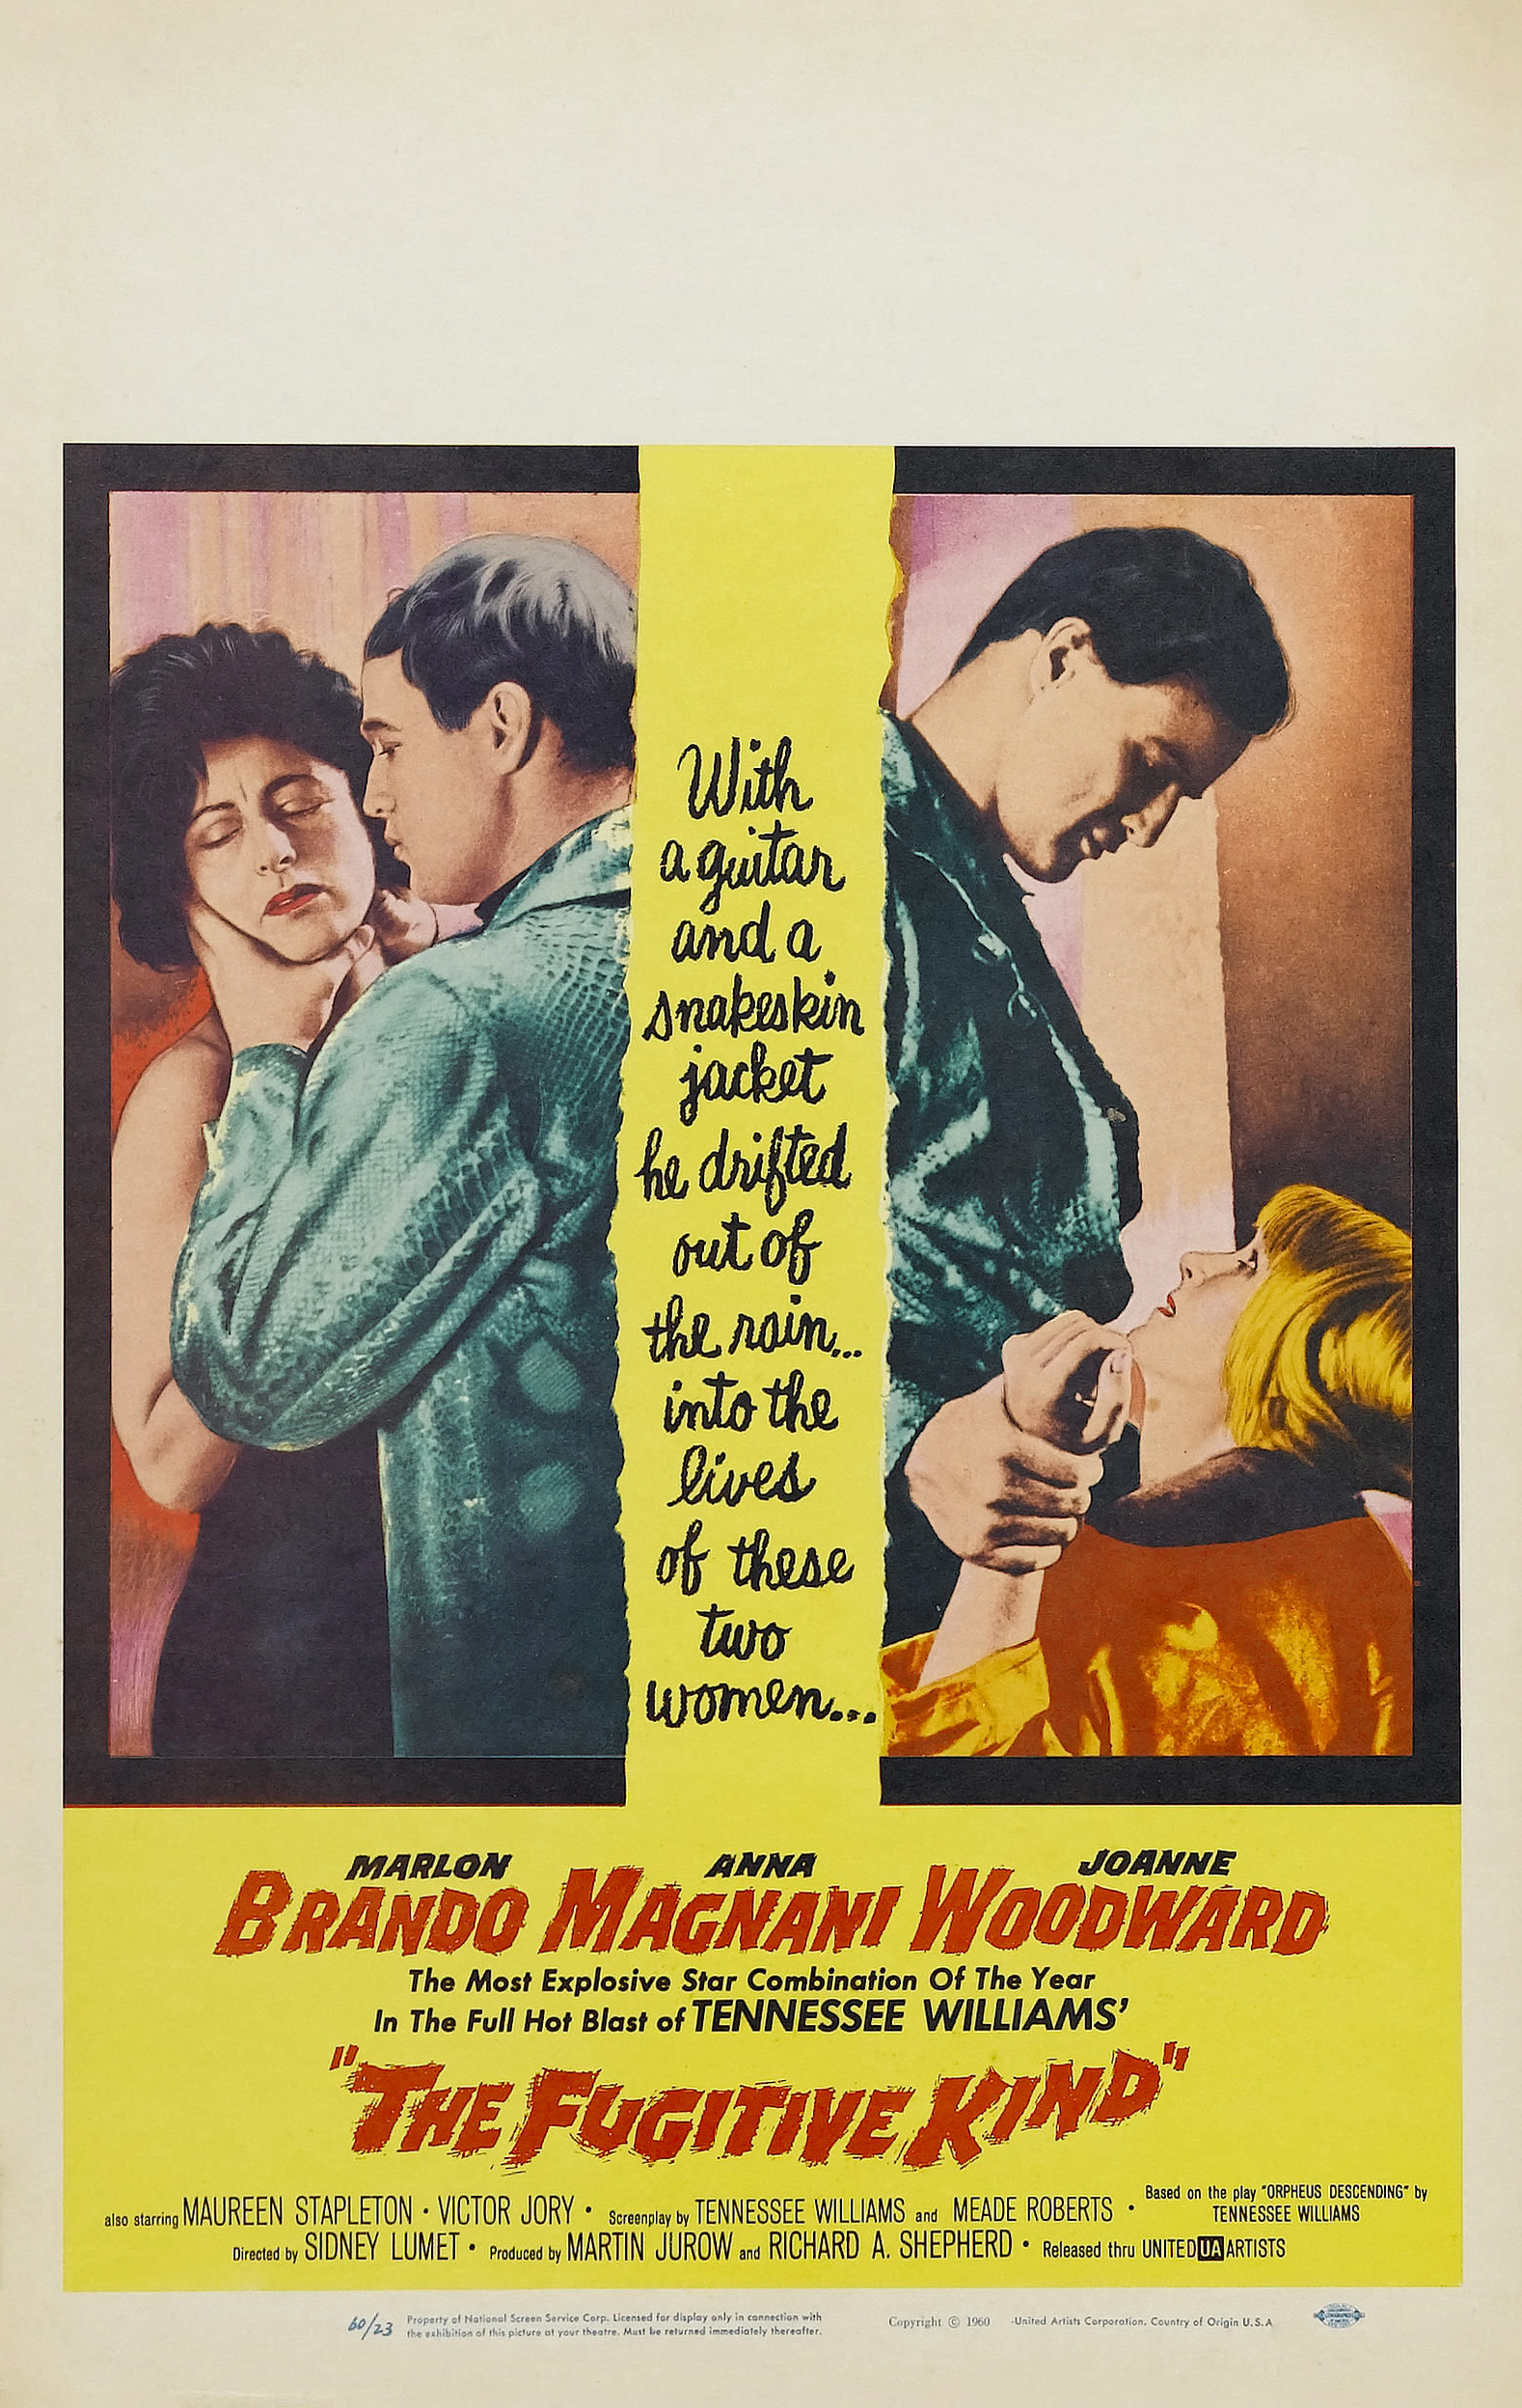 With
a guitar
and a
snakeskin
jacket
he drifted
out of
the rain...
into the
lives
of these
two
women...
MARLON ANNA JOANNE
BRANDO MAGNANI WOODWARD
The Most Explosive Star Combination Of The Year
In The Full Hot Blast of TENNESSEE WILLIAMS'
"THE FUGITIVE KIND"
also starring MAUREEN STAPLETON • VICTOR JORY • Screenplay by TENNESSEE WILLIAMS and MEADE ROBERTS • Based on the play "ORPHEUS DESCENDING" by
TENNESSEE WILLIAMS
Directed by SIDNEY LUMET • Produced by MARTIN JUROW and RICHARD A. SHEPHERD • Released thru UNITED UA ARTISTS
60/23
Property of National Screen Service Corp. Licensed for display only in connection with
the exhibition of this picture at your theatre. Must be returned immediately thereafter.
Copyright © 1960 -United Artists Corporation. Country of Origin U.S.A